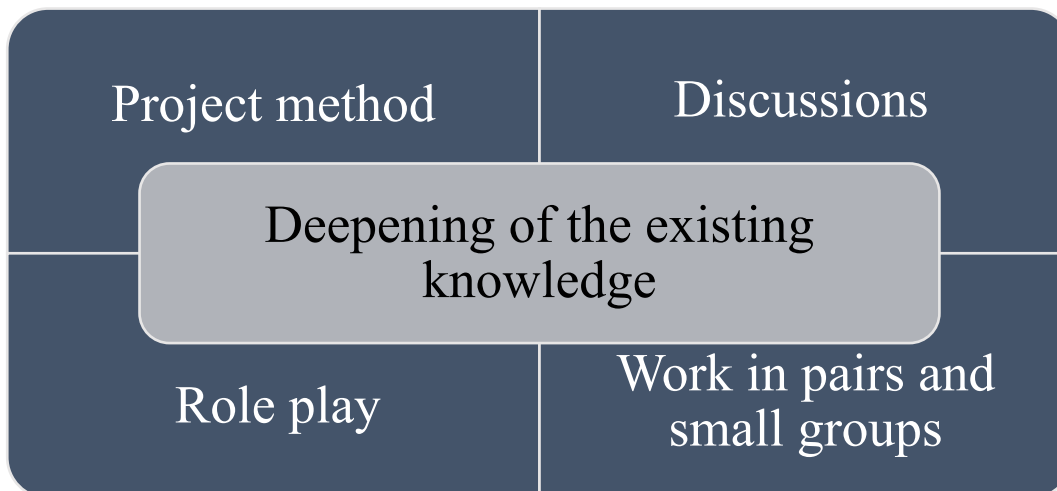 Project method
Discussions
Deepening of the existing
knowledge
Role play
Work in pairs and
small groups